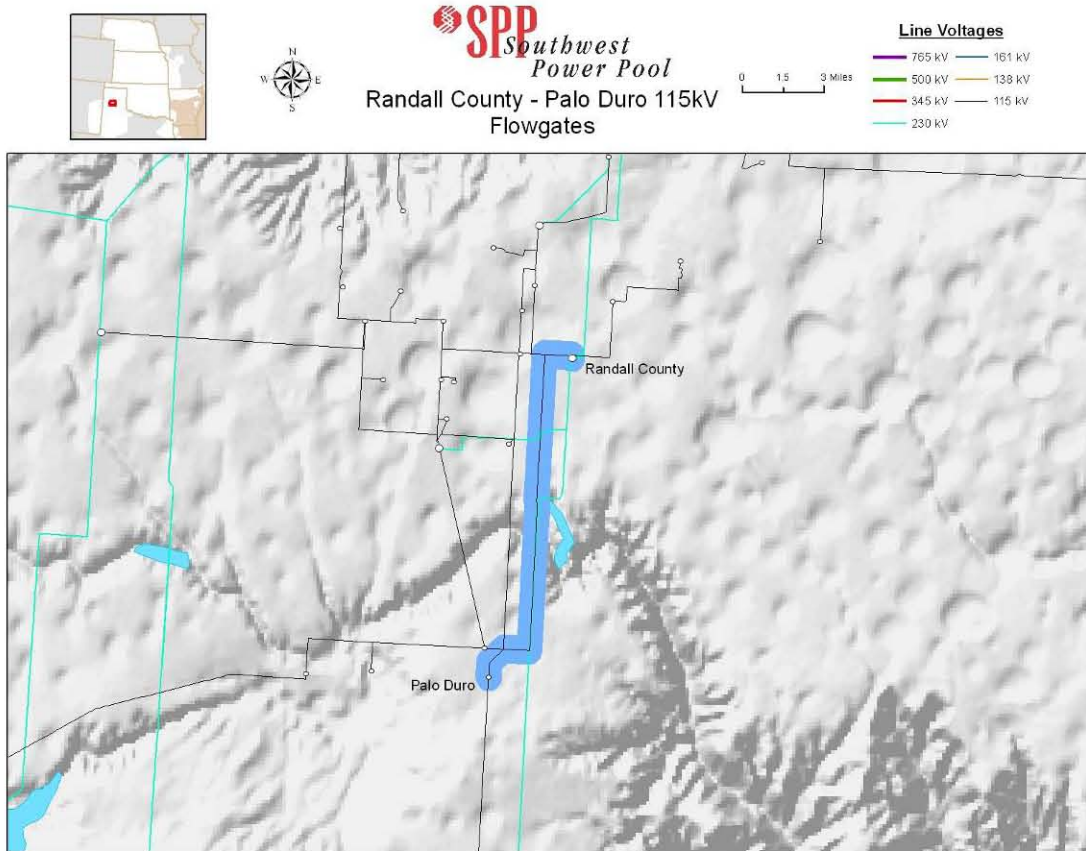 SPP
Southwest
Power Pool
Randall County - Palo Duro 115kV
Flowgates
N
W E
S
0 1.5 3 Miles
Line Voltages
765 kV 161 kV
500 kV 138 kV
345 kV 115 kV
230 kV
Randall County
Palo Duro